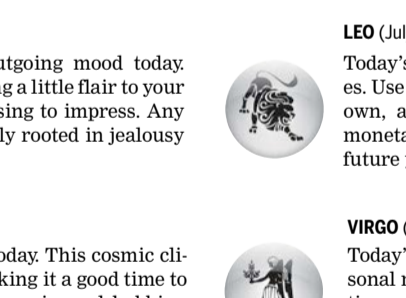 utgoing mood today.
g a little flair to your
sing to impress. Any
ly rooted in jealousy
oday. This cosmic cli-
king it a good time to
LEO (Jul
Today's
es. Use
own, a
moneta
future
VIRGO (
Today'
sonal